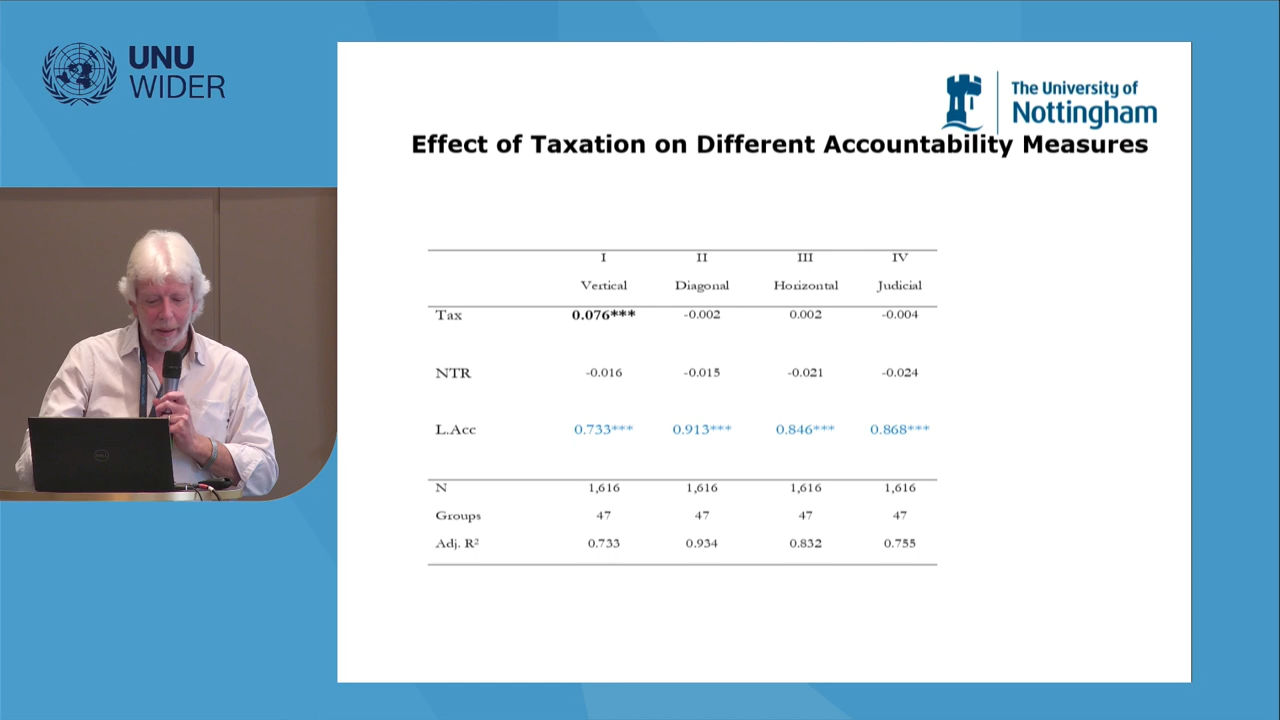 UNU
WIDER
The University of
Nottingham
Effect of Taxation on Different Accountability Measures
I II III IV
Vertical Diagonal Horizontal Judicial
Tax 0.076*** -0.002 0.002 -0.004
NTR -0.016 -0.015 -0.021 -0.024
L.Acc 0.733*** 0.913*** 0.846*** 0.868***
N 1,616 1,616 1,616 1,616
Groups 47 47 47 47
Adj. R² 0.733 0.934 0.832 0.755
DELL